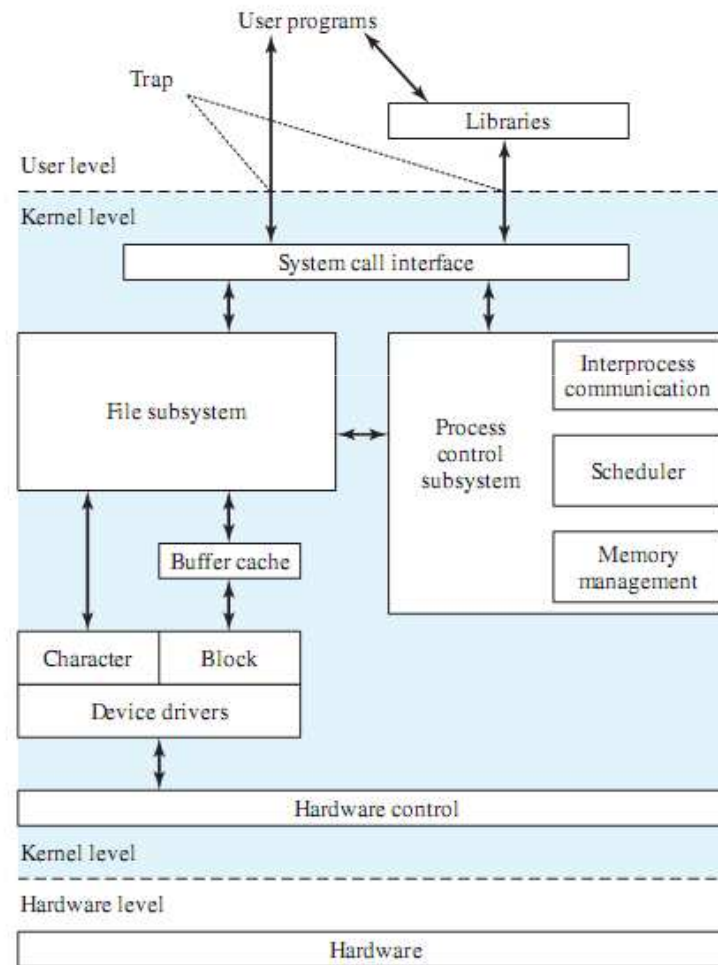 User programs
Trap
Libraries
User level
Kernel level
System call interface
File subsystem
Process
control
subsystem
Interprocess
communication
Scheduler
Memory
management
Buffer cache
Character
Block
Device drivers
Hardware control
Kernel level
Hardware level
Hardware